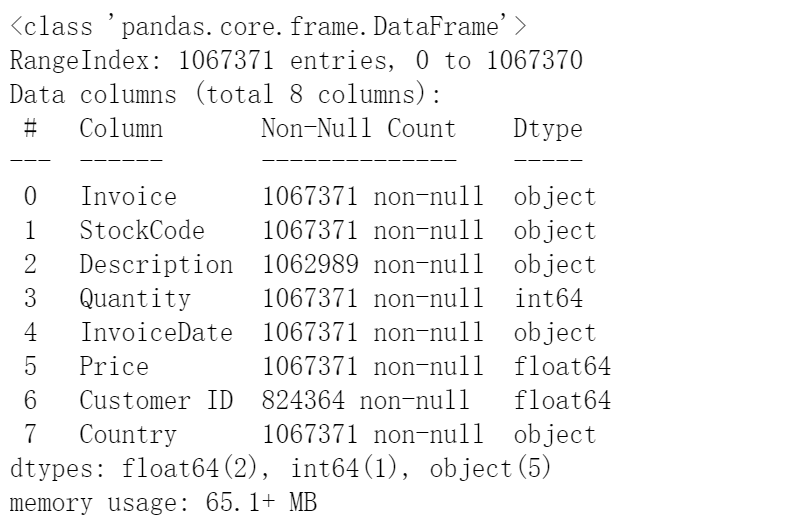 <class 'pandas.core.frame.DataFrame'>
RangeIndex: 1067371 entries, 0 to 1067370
Data columns (total 8 columns):
 #   Column       Non-Null Count    Dtype
---  ------       --------------    -----
 0   Invoice      1067371 non-null  object
 1   StockCode    1067371 non-null  object
 2   Description  1062989 non-null  object
 3   Quantity     1067371 non-null  int64
 4   InvoiceDate  1067371 non-null  object
 5   Price        1067371 non-null  float64
 6   Customer ID  824364 non-null   float64
 7   Country      1067371 non-null  object
dtypes: float64(2), int64(1), object(5)
memory usage: 65.1+ MB